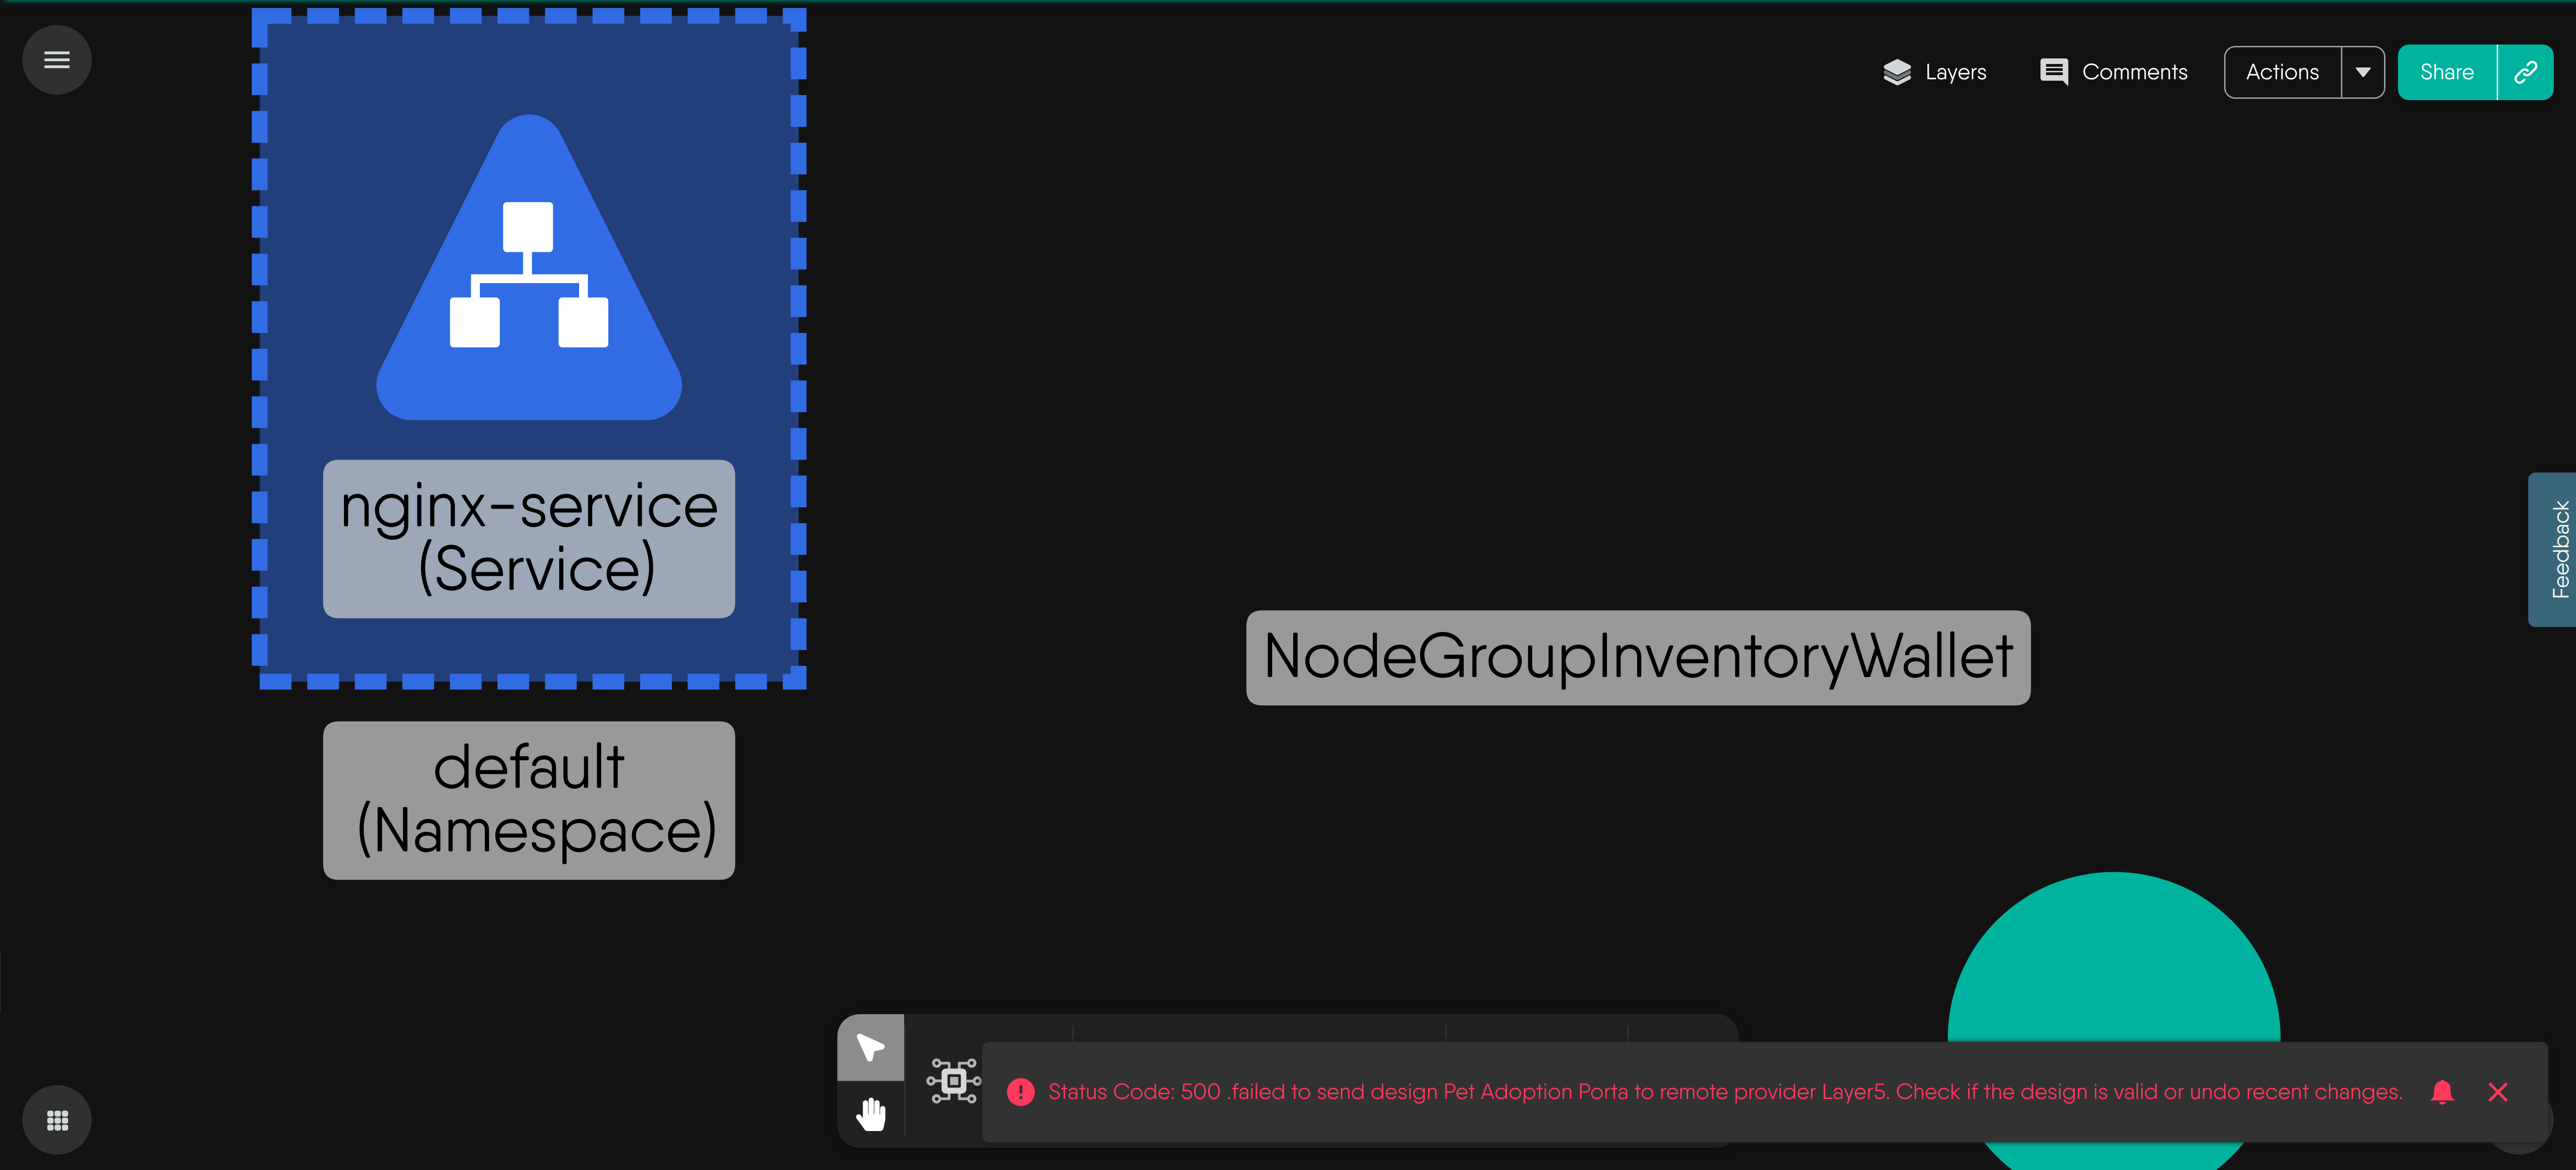 Layers
Comments
Actions
Share
nginx-service
(Service)
Feedback
NodeGroupInventoryWallet
default
(Namespace)
Status Code: 500 .failed to send design Pet Adoption Porta to remote provider Layer5. Check if the design is valid or undo recent changes.